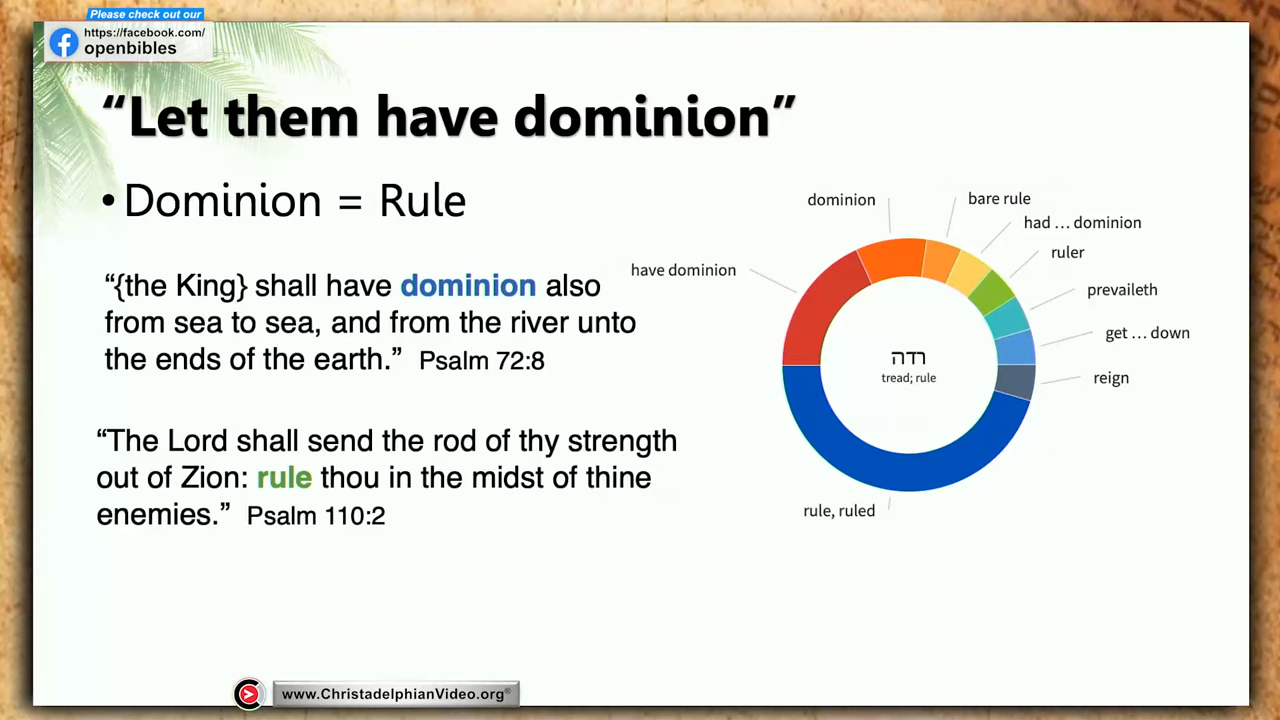 Please check out our
https://facebook.com/
openbibles
“Let them have dominion”
•Dominion = Rule
“{the King} shall have dominion also
from sea to sea, and from the river unto
the ends of the earth.” Psalm 72:8
“The Lord shall send the rod of thy strength
out of Zion: rule thou in the midst of thine
enemies.” Psalm 110:2
dominion
bare rule
had … dominion
ruler
have dominion
prevaileth
get … down
reign
רדה
tread; rule
rule, ruled
www.ChristadelphianVideo.org®